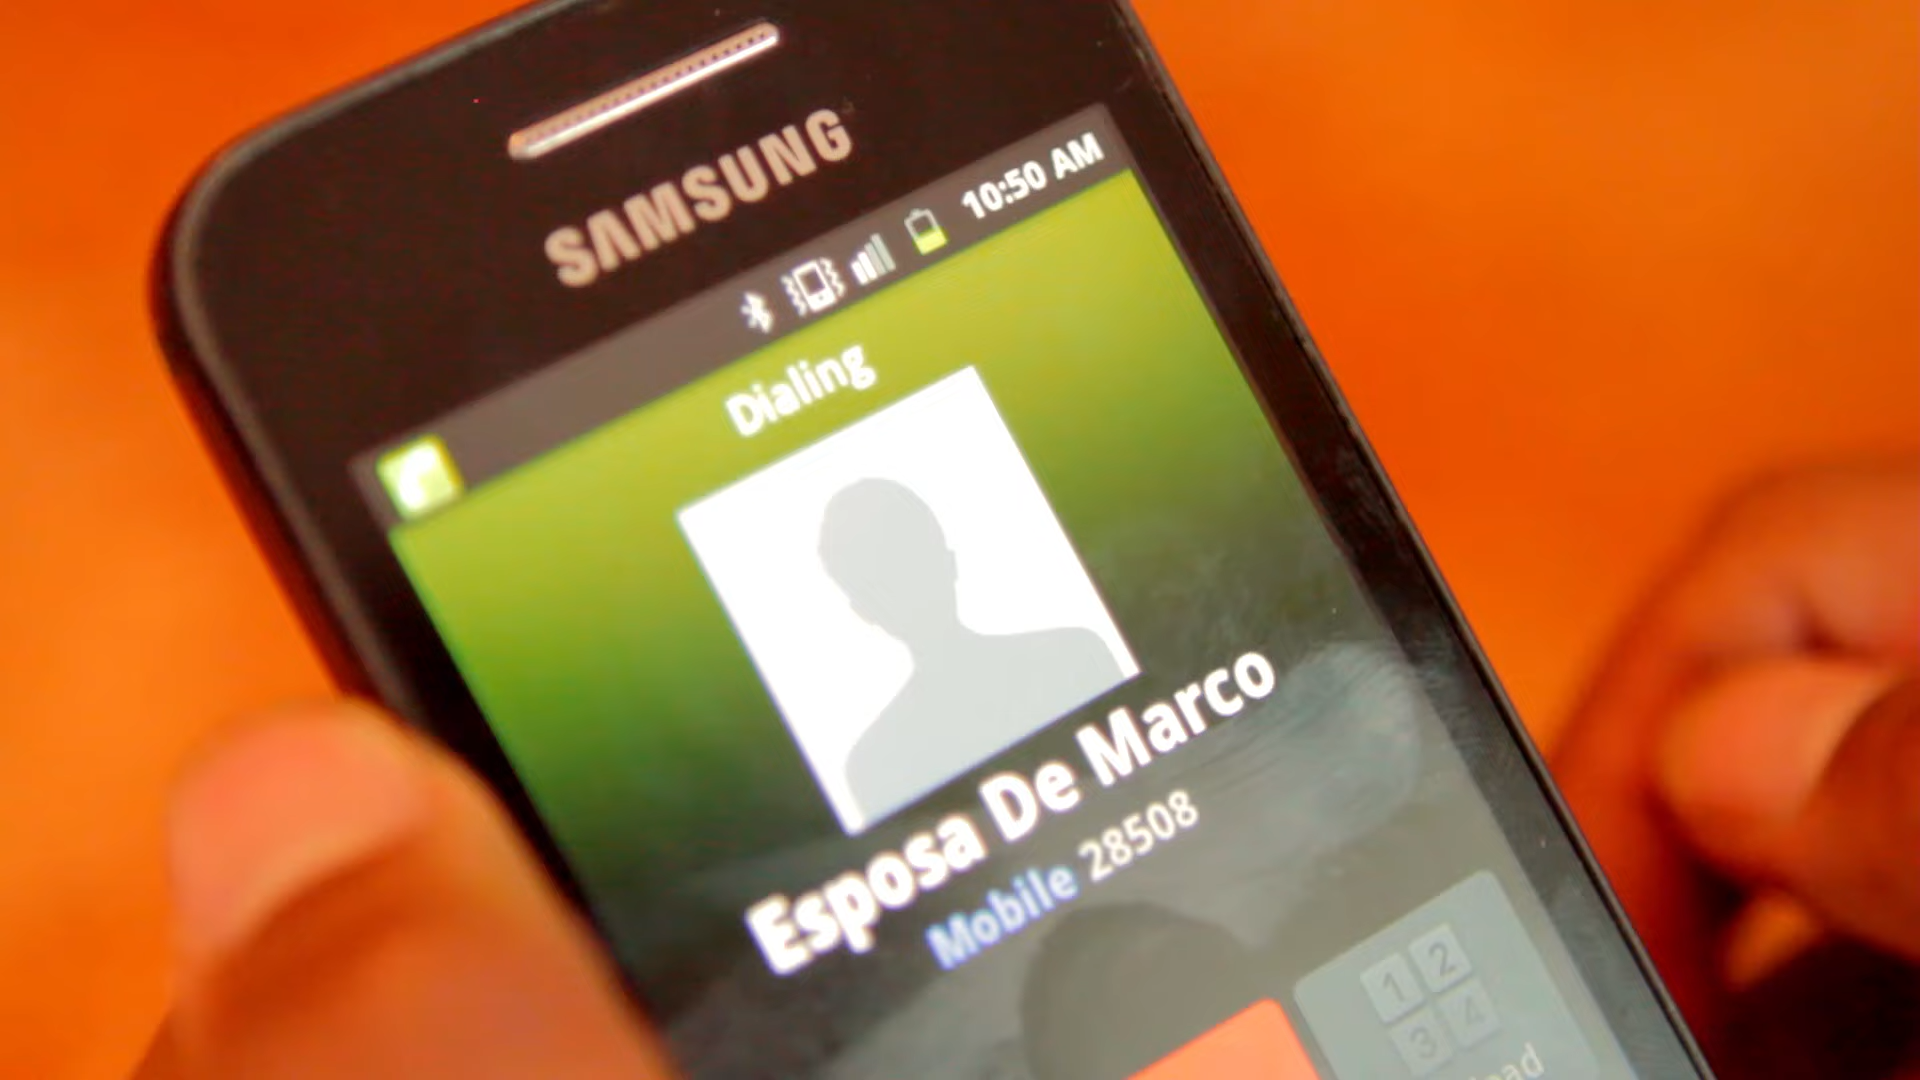 SAMSUNG
10:50 AM
Dialing
Esposa De Marco
Mobile 28508
1 2
3 4